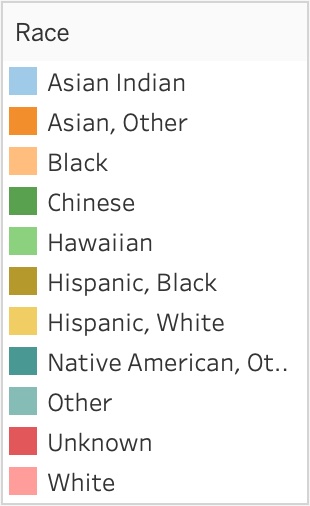 Race
Asian Indian
Asian, Other
Black
Chinese
Hawaiian
Hispanic, Black
Hispanic, White
Native American, Ot..
Other
Unknown
White